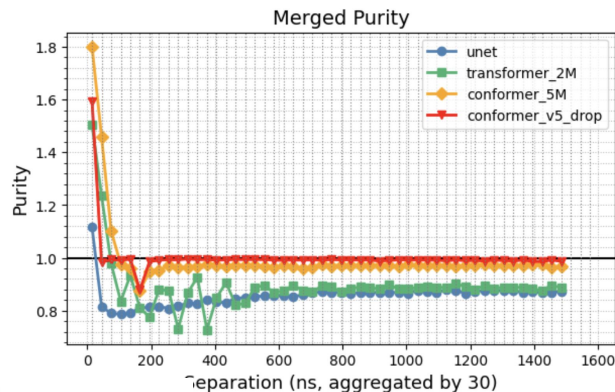 Merged Purity
1.8
1.6
1.4
1.2
1.0
0.8
Purity
unet
transformer_2M
conformer_5M
conformer_v5_drop
0 200 400 600 800 1000 1200 1400 1600
Separation (ns, aggregated by 30)